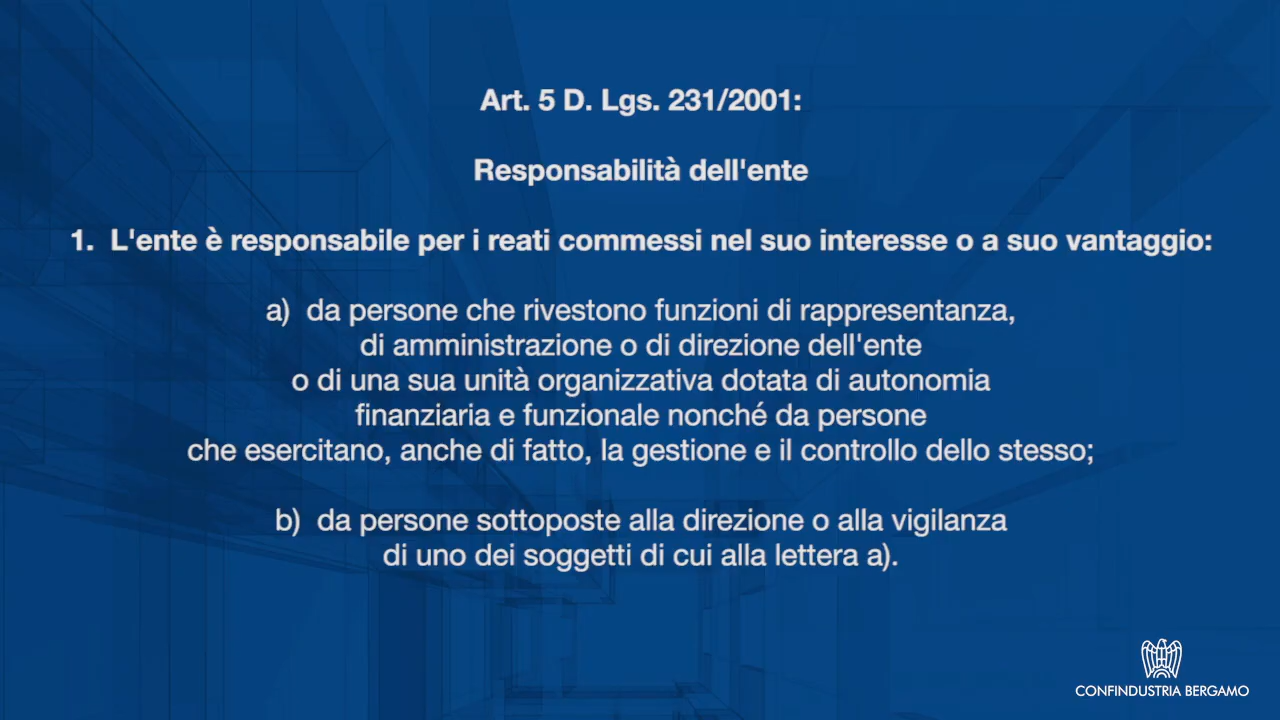 Art. 5 D. Lgs. 231/2001:
Responsabilità dell'ente
1. L'ente è responsabile per i reati commessi nel suo interesse o a suo vantaggio:
a) da persone che rivestono funzioni di rappresentanza,
di amministrazione o di direzione dell'ente
o di una sua unità organizzativa dotata di autonomia
finanziaria e funzionale nonché da persone
che esercitano, anche di fatto, la gestione e il controllo dello stesso;
b) da persone sottoposte alla direzione o alla vigilanza
di uno dei soggetti di cui alla lettera a).
CONFINDUSTRIA BERGAMO